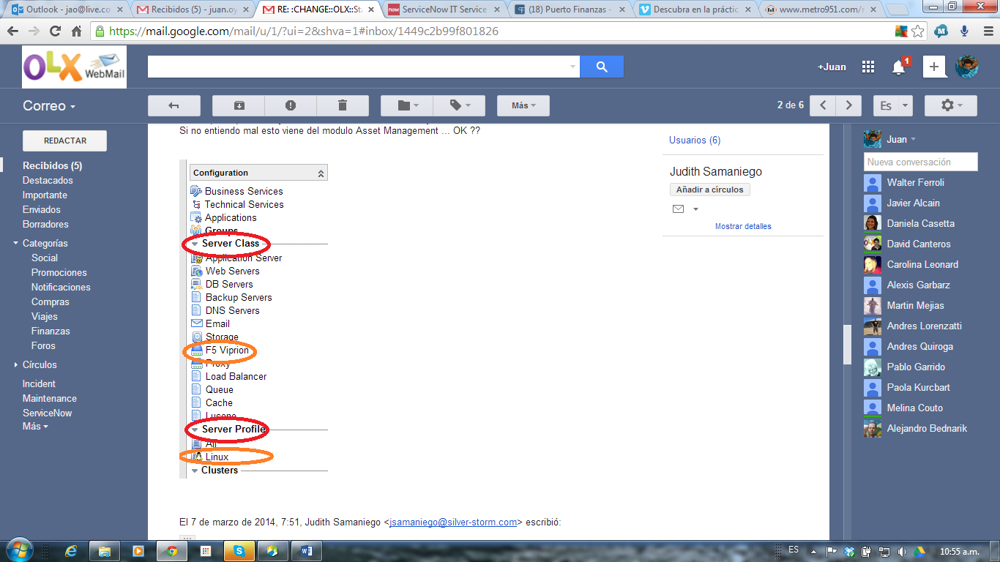 Outlook - jao@live.co
Recibidos (5) - juan.oy
RE: :CHANGE::OLX::St
ServiceNow IT Service
(18) Puerto Finanzas -
Descubra en la práctic
www.metro951.com/r
https://mail.google.com/mail/u/1/?ui=2&shva=1#inbox/1449c2b99f801826
OLX WebMail
+Juan
1
Correo
Más
2 de 6
Es
REDACTAR
Recibidos (5)
Destacados
Importante
Enviados
Borradores
Categorías
Social
Promociones
Notificaciones
Compras
Viajes
Finanzas
Foros
Círculos
Incident
Maintenance
ServiceNow
Más
Si no entiendo mal esto viene del modulo Asset Management ... OK ??
Configuration
Business Services
Technical Services
Applications
Groups
Server Class
Application Server
Web Servers
DB Servers
Backup Servers
DNS Servers
Email
Storage
F5 Viprion
Proxy
Load Balancer
Queue
Cache
Lucene
Server Profile
All
Linux
Clusters
El 7 de marzo de 2014, 7:51, Judith Samaniego <jsamaniego@silver-storm.com> escribió:
Usuarios (6)
Judith Samaniego
Añadir a círculos
Mostrar detalles
Juan
Nueva conversación
Walter Ferroli
Javier Alcain
Daniela Casetta
David Canteros
Carolina Leonard
Alexis Garbarz
Martin Mejias
Andres Lorenzatti
Andres Quiroga
Pablo Garrido
Paola Kurcbart
Melina Couto
Alejandro Bednarik
ES
10:55 a.m.